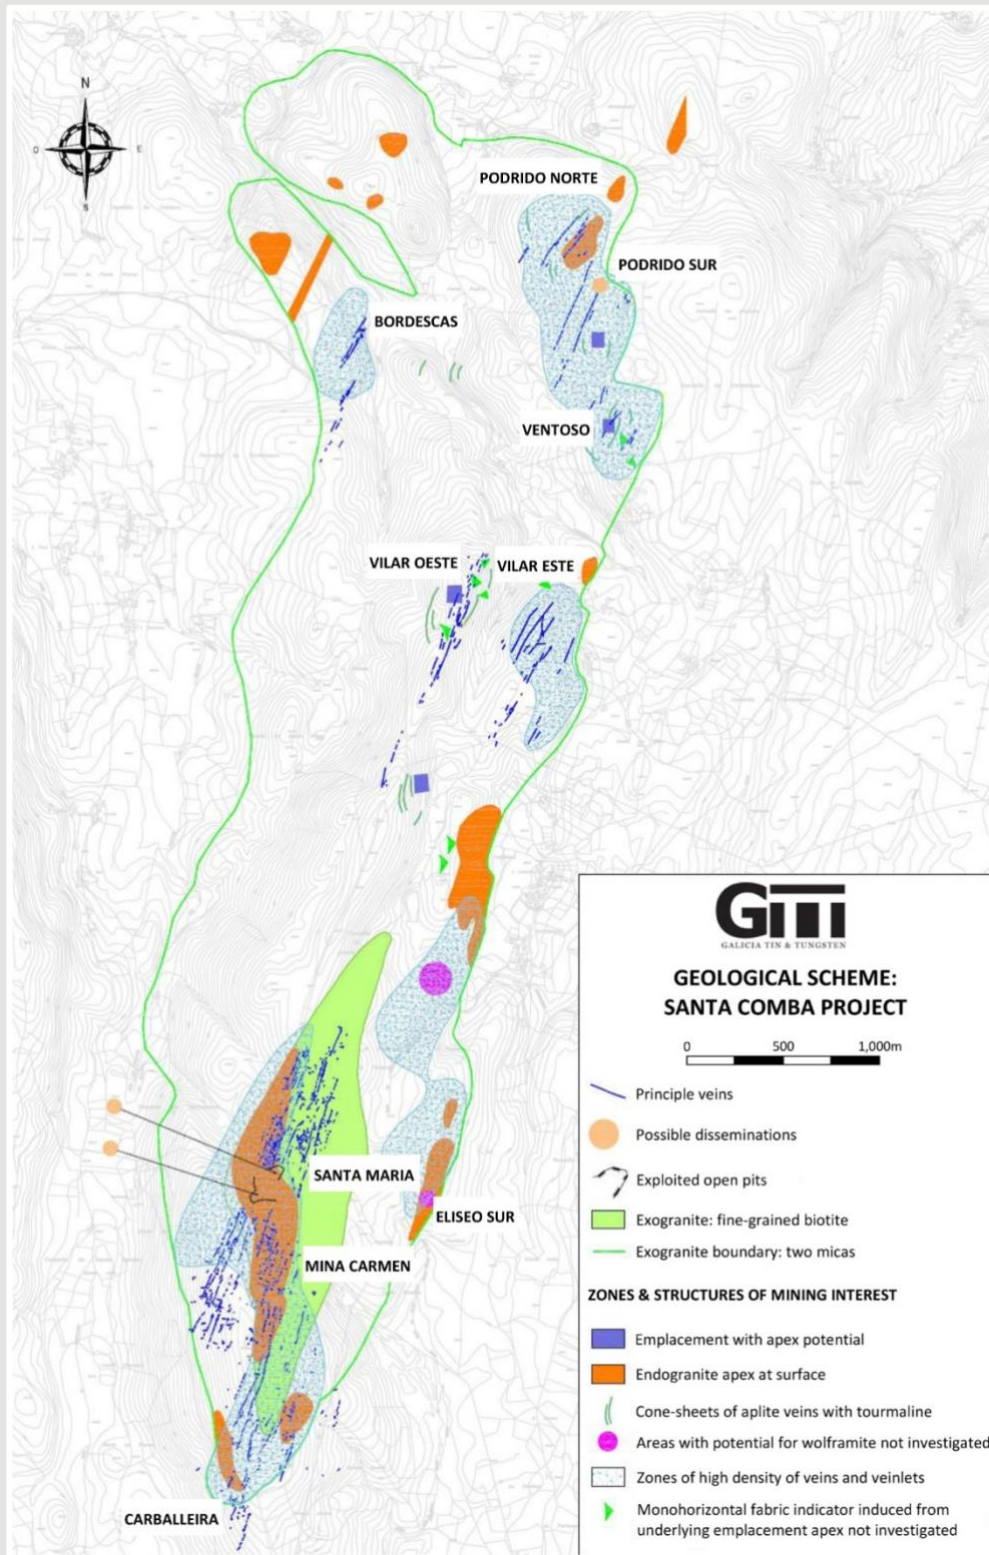 N
O
E
S
PODRIDO NORTE
PODRIDO SUR
BORDESCAS
VENTOSO
VILAR OESTE
VILAR ESTE
SANTA MARIA
ELISEO SUR
MINA CARMEN
CARBALLEIRA
GTT
GALICIA TIN & TUNGSTEN
GEOLOGICAL SCHEME:
SANTA COMBA PROJECT
0 500 1,000m
Principle veins
Possible disseminations
Exploited open pits
Exogranite: fine-grained biotite
Exogranite boundary: two micas
ZONES & STRUCTURES OF MINING INTEREST
Emplacement with apex potential
Endogranite apex at surface
Cone-sheets of aplite veins with tourmaline
Areas with potential for wolframite not investigated
Zones of high density of veins and veinlets
Monohorizontal fabric indicator induced from
underlying emplacement apex not investigated